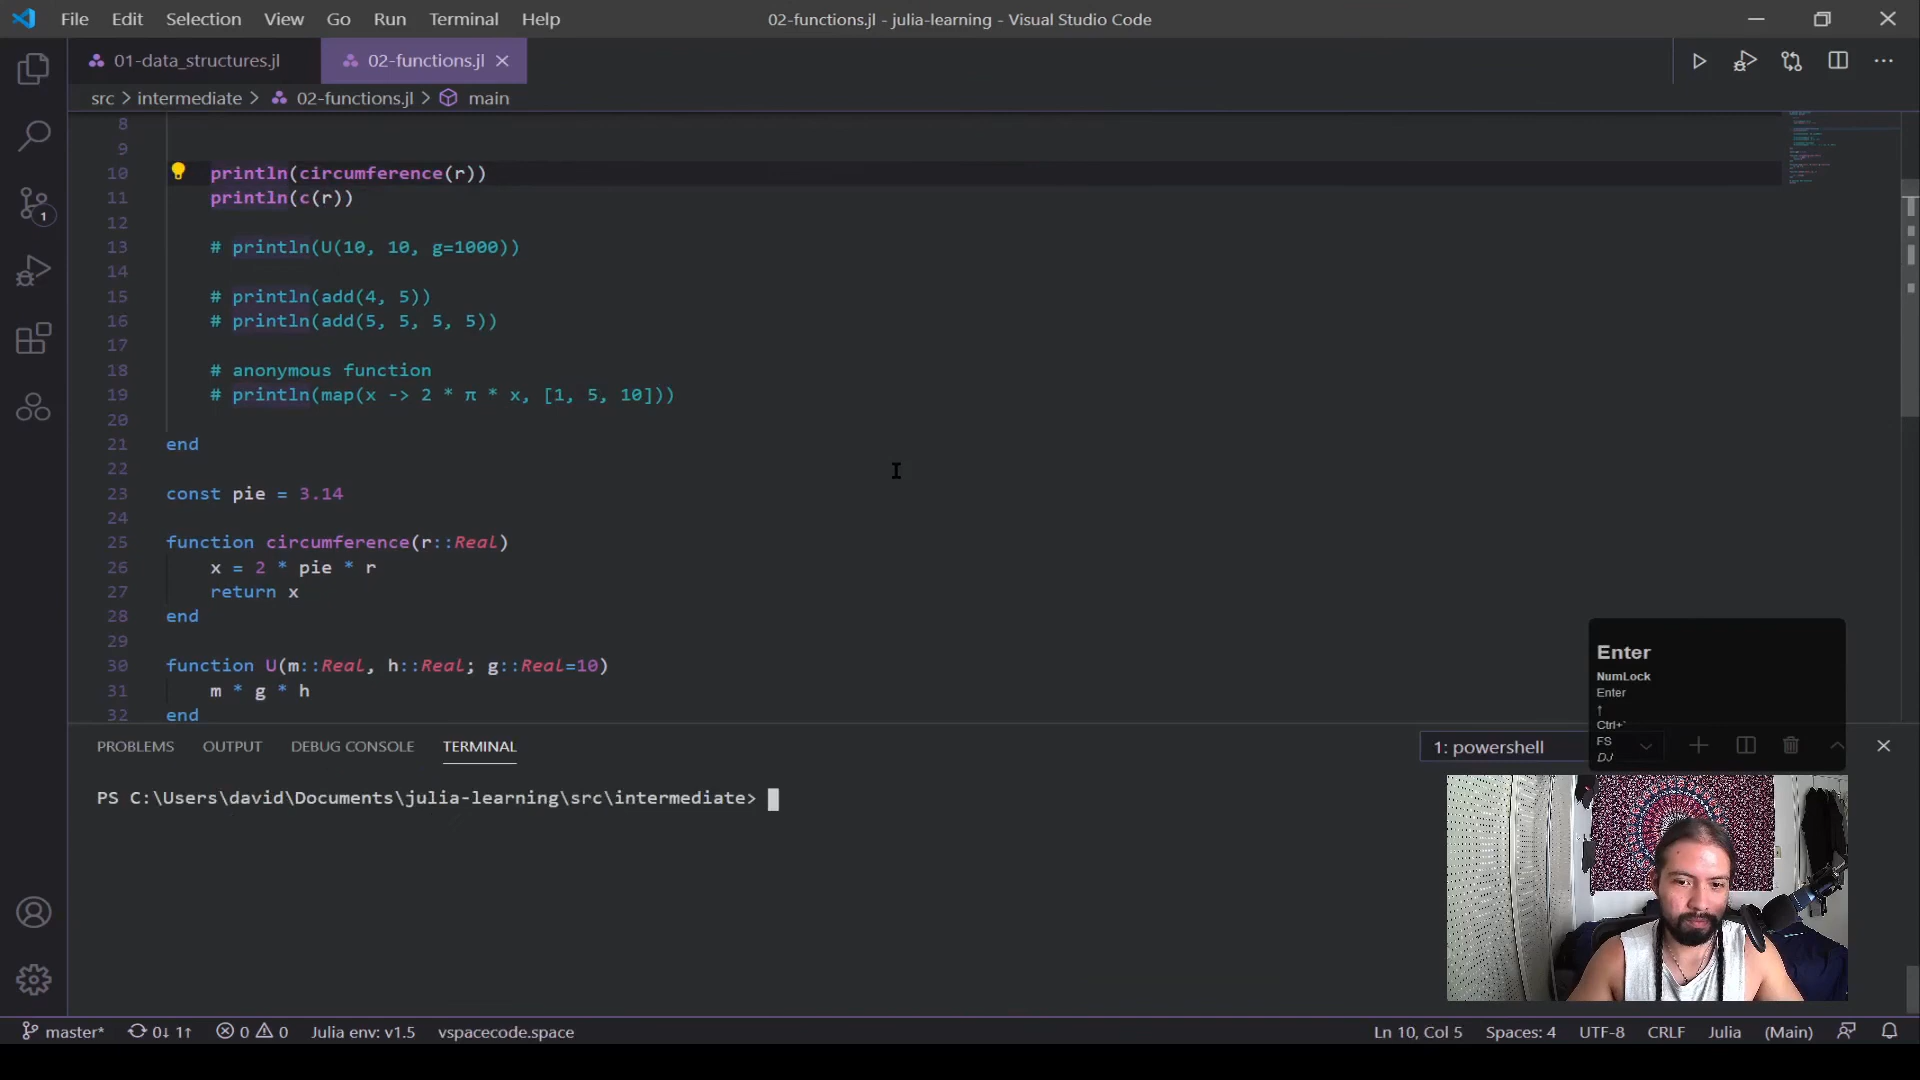 File Edit Selection View Go Run Terminal Help
02-functions.jl - julia-learning - Visual Studio Code
01-data_structures.jl
02-functions.jl
src > intermediate > 02-functions.jl > main
8
9
10 println(circumference(r))
11 println(c(r))
12
13 # println(U(10, 10, g=1000))
14
15 # println(add(4, 5))
16 # println(add(5, 5, 5, 5))
17
18 # anonymous function
19 # println(map(x -> 2 * π * x, [1, 5, 10]))
20
21 end
22
23 const pie = 3.14
24
25 function circumference(r::Real)
26 x = 2 * pie * r
27 return x
28 end
29
30 function U(m::Real, h::Real; g::Real=10)
31 m * g * h
32 end
1
Enter
NumLock
Enter
↑
Ctrl+`
FS
DJ
PROBLEMS OUTPUT DEBUG CONSOLE TERMINAL
1: powershell
PS C:\Users\david\Documents\julia-learning\src\intermediate>
master* 0↓ 1↑ 0 0 Julia env: v1.5 vspacecode.space
Ln 10, Col 5 Spaces: 4 UTF-8 CRLF Julia (Main)